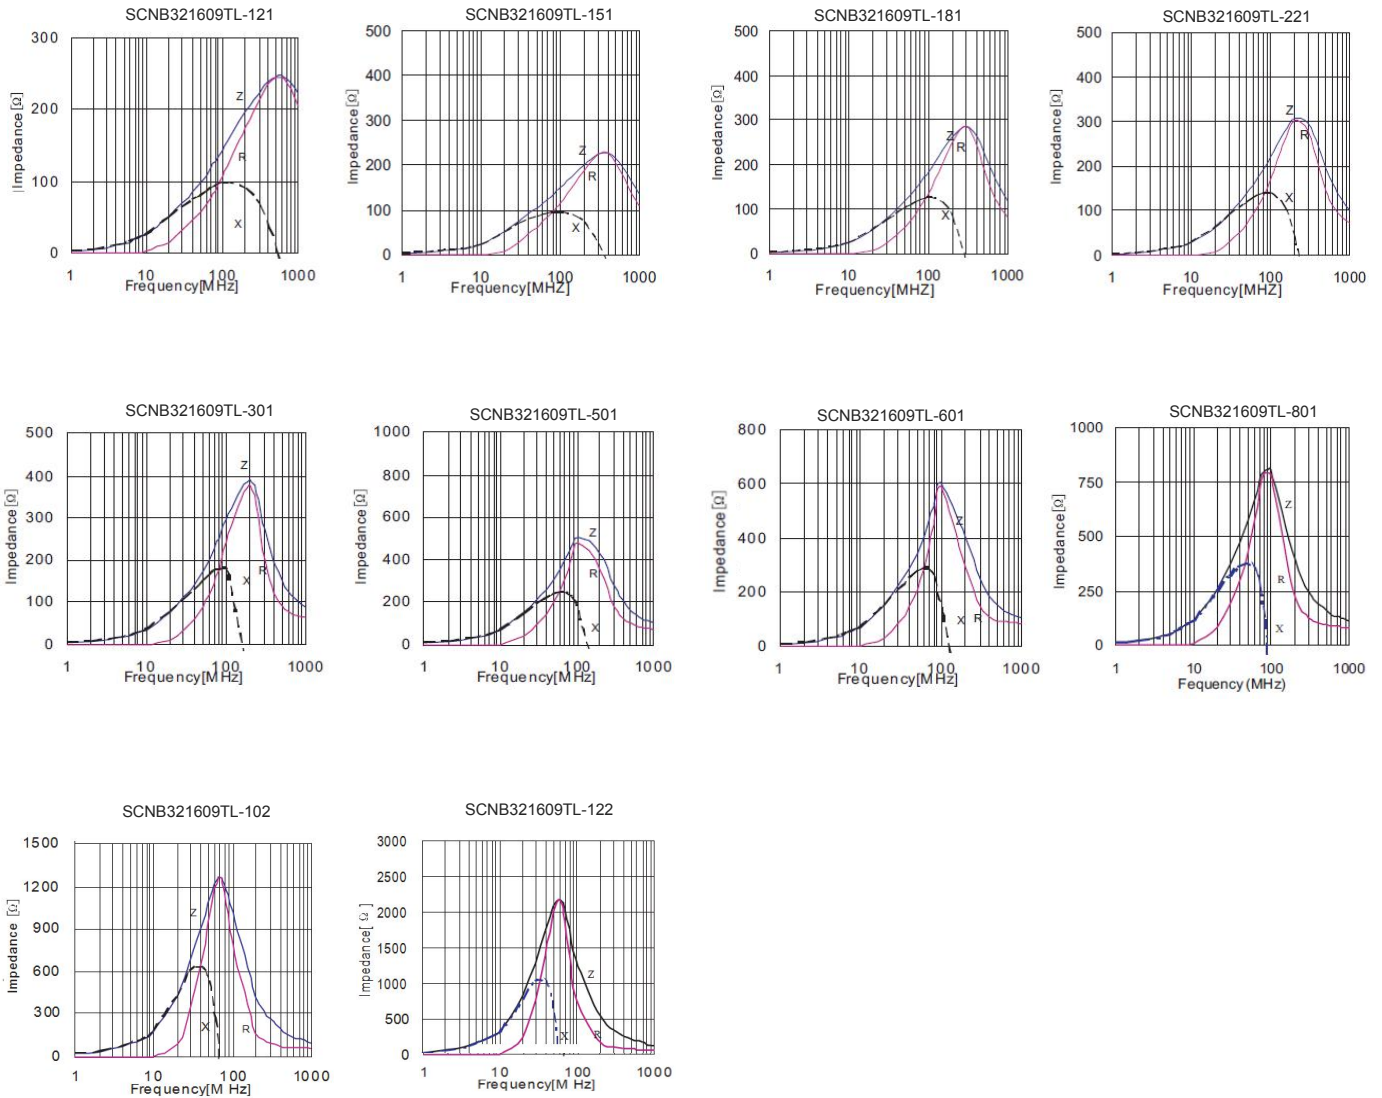 SCNB321609TL-121
300
200
100
0
Impedance[Ω]
Z
R
X
1 10 100 1000
Frequency[MHz]
SCNB321609TL-151
500
400
300
200
100
0
Impedance[Ω]
Z
R
X
1 10 100 1000
Frequency[MHZ]
SCNB321609TL-181
500
400
300
200
100
0
Impedance[Ω]
Z
R
X
1 10 100 1000
Frequency[MHZ]
SCNB321609TL-221
500
400
300
200
100
0
Impedance[Ω]
Z
R
X
1 10 100 1000
Frequency[MHZ]
SCNB321609TL-301
500
400
300
200
100
0
Impedance[Ω]
Z
X R
1 10 100 1000
Frequency[MHz]
SCNB321609TL-501
1000
800
600
400
200
0
Impedance[Ω]
Z
R
X
1 10 100 1000
Frequency[MHz]
SCNB321609TL-601
800
600
400
200
0
Impedance[Ω]
Z
X R
1 10 100 1000
Frequency[MHz]
SCNB321609TL-801
1000
750
500
250
0
Impedance[Ω]
Z
R
X
1 10 100 1000
Fequency(MHz)
SCNB321609TL-102
1500
1200
900
600
300
0
Impedance [Ω]
Z
X R
1 10 100 1000
Frequency[M Hz]
SCNB321609TL-122
3000
2500
2000
1500
1000
500
0
Impedance[ Ω ]
Z
X R
1 10 100 1000
Frequency[M Hz]